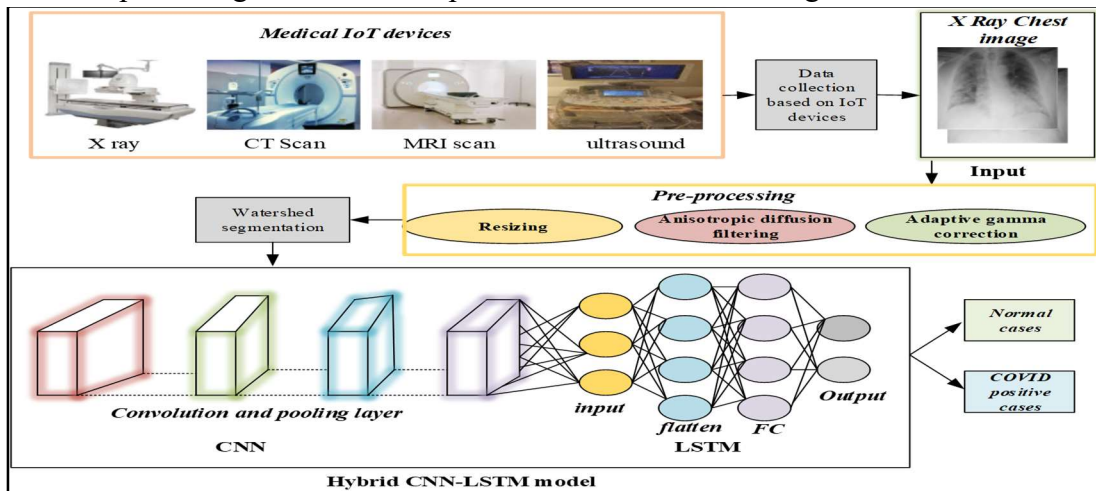 Medical IoT devices
X ray
CT Scan
MRI scan
ultrasound
Data
collection
based on IoT
devices
X Ray Chest
image
Input
Pre-processing
Resizing
Anisotropic diffusion
filtering
Adaptive gamma
correction
Watershed
segmentation
Convolution and pooling layer
CNN
input
flatten
FC
Output
LSTM
Hybrid CNN-LSTM model
Normal
cases
COVID
positive cases